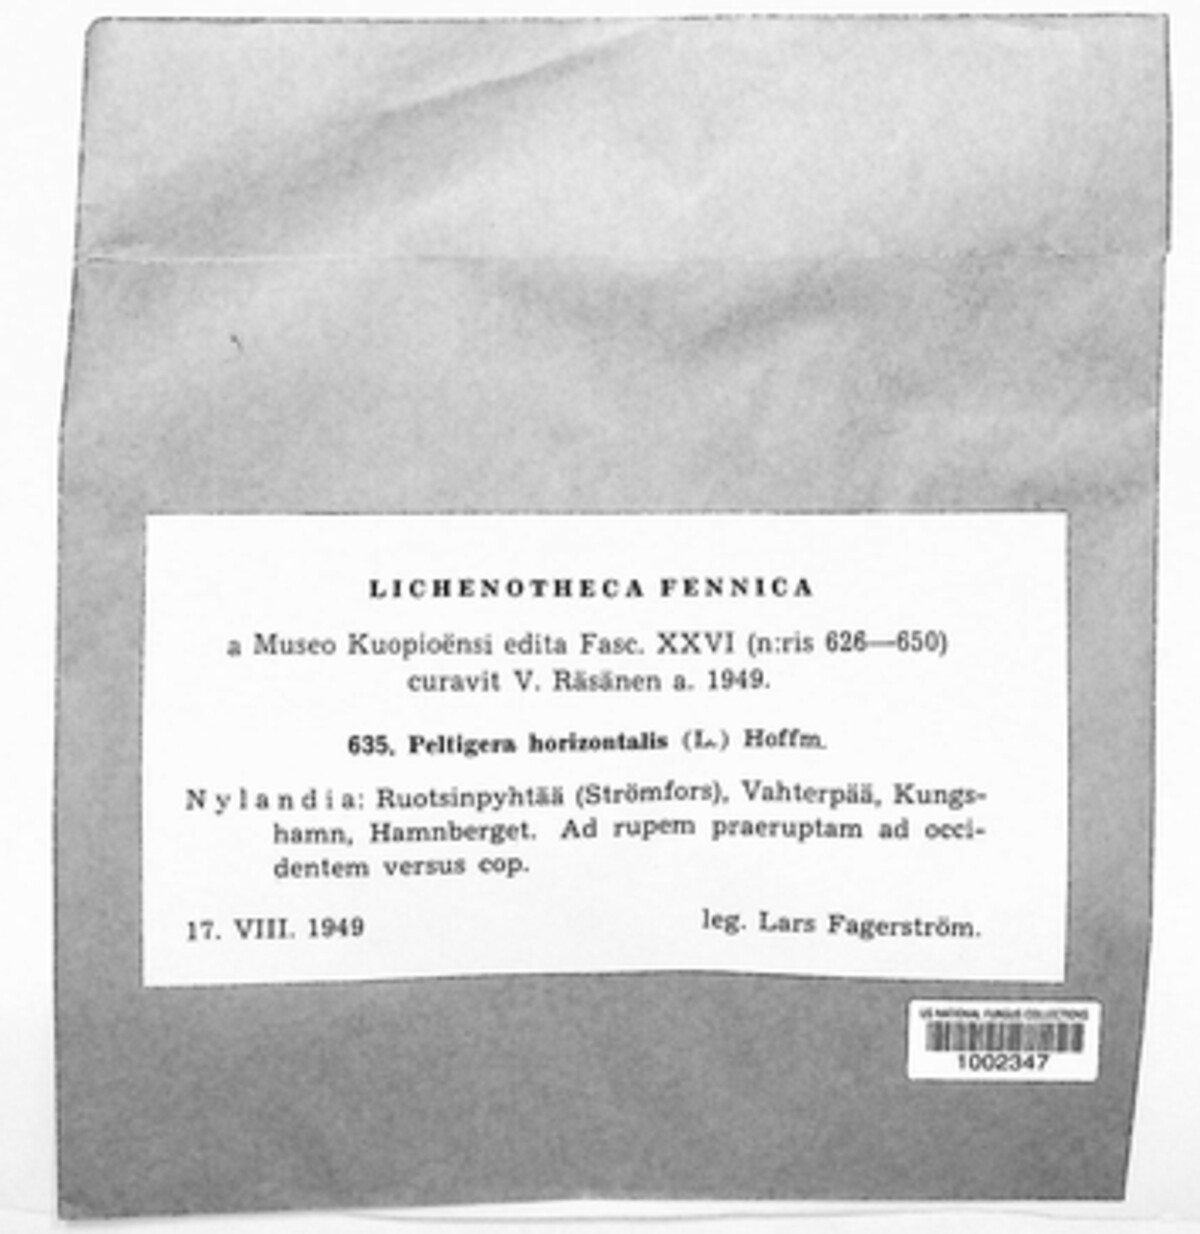 LICHENOTHECA FENNICA
a Museo Kuopioënsi edita Fasc. XXVI (n:ris 626—650)
curavit V. Räsänen a. 1949.
635. Peltigera horizontalis (L.) Hoffm.
Nylandia: Ruotsinpyhtää (Strömfors), Vahterpää, Kungs-
hamn, Hamnberget. Ad rupem praeruptam ad occi-
dentem versus cop.
17. VIII. 1949 leg. Lars Fagerström.
US NATIONAL FUNGUS COLLECTIONS
1002347